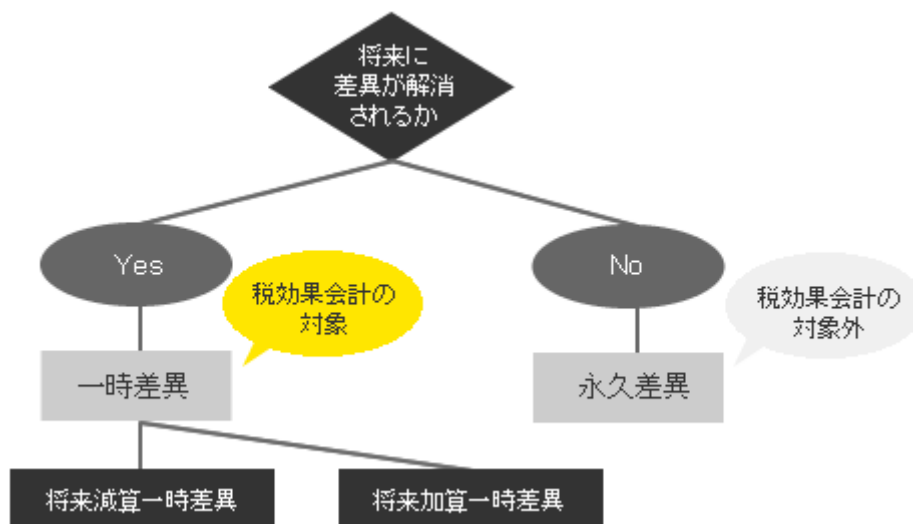 将来に
差異が解消
されるか
Yes
No
税効果会計の
対象
税効果会計の
対象外
一時差異
永久差異
将来減算一時差異
将来加算一時差異